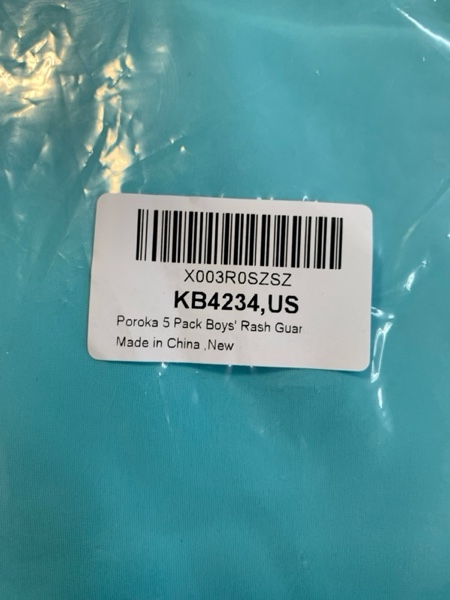 X003R0SZSZ
KB4234,US
Poroka 5 Pack Boys' Rash Guar
Made in China ,New